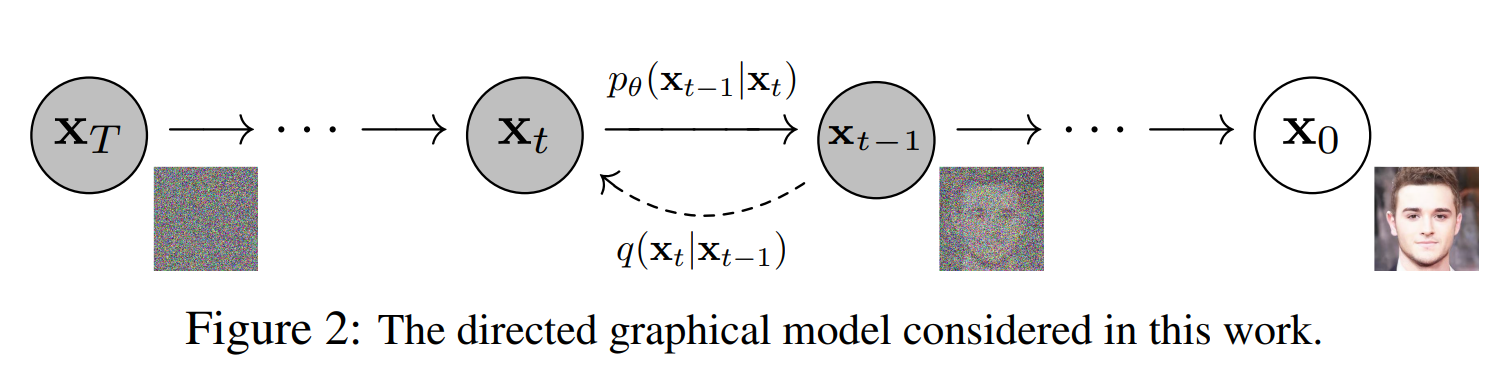 p_θ(x_{t−1}|x_t)
x_T ⟶ ··· ⟶ x_t ⟶ x_{t−1} ⟶ ··· ⟶ x_0
q(x_t|x_{t−1})
Figure 2: The directed graphical model considered in this work.